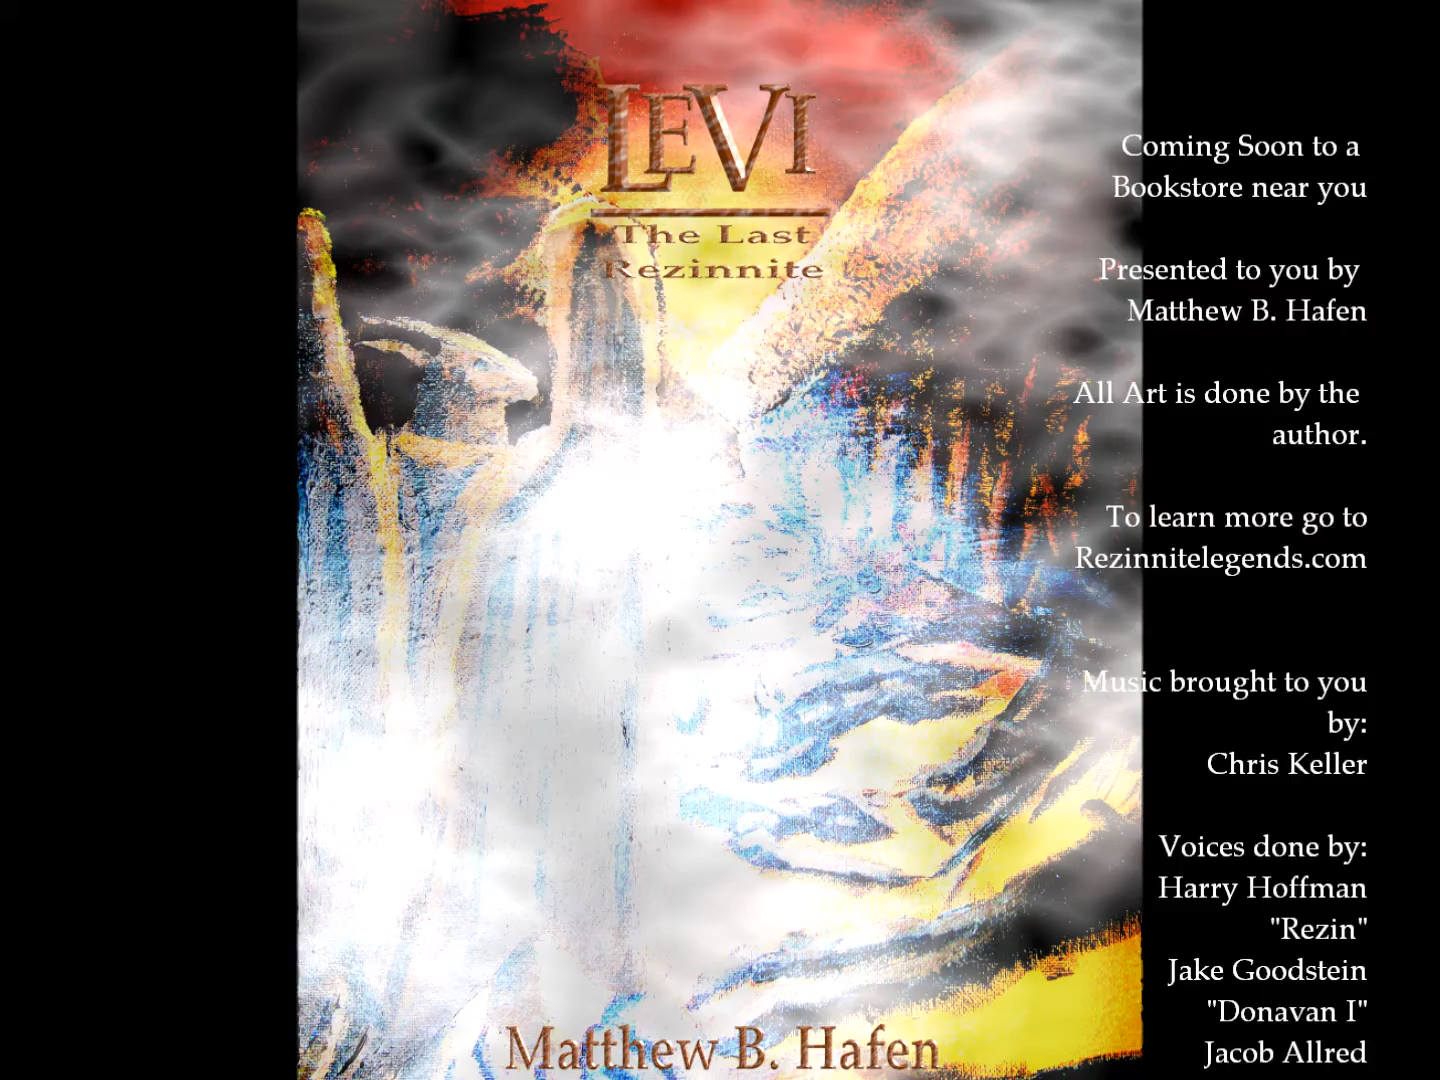 LEVI
The Last
Rezinnite
Matthew B. Hafen
Coming Soon to a
Bookstore near you
Presented to you by
Matthew B. Hafen
All Art is done by the
author.
To learn more go to
Rezinnitelegends.com
Music brought to you
by:
Chris Keller
Voices done by:
Harry Hoffman
"Rezin"
Jake Goodstein
"Donavan I"
Jacob Allred